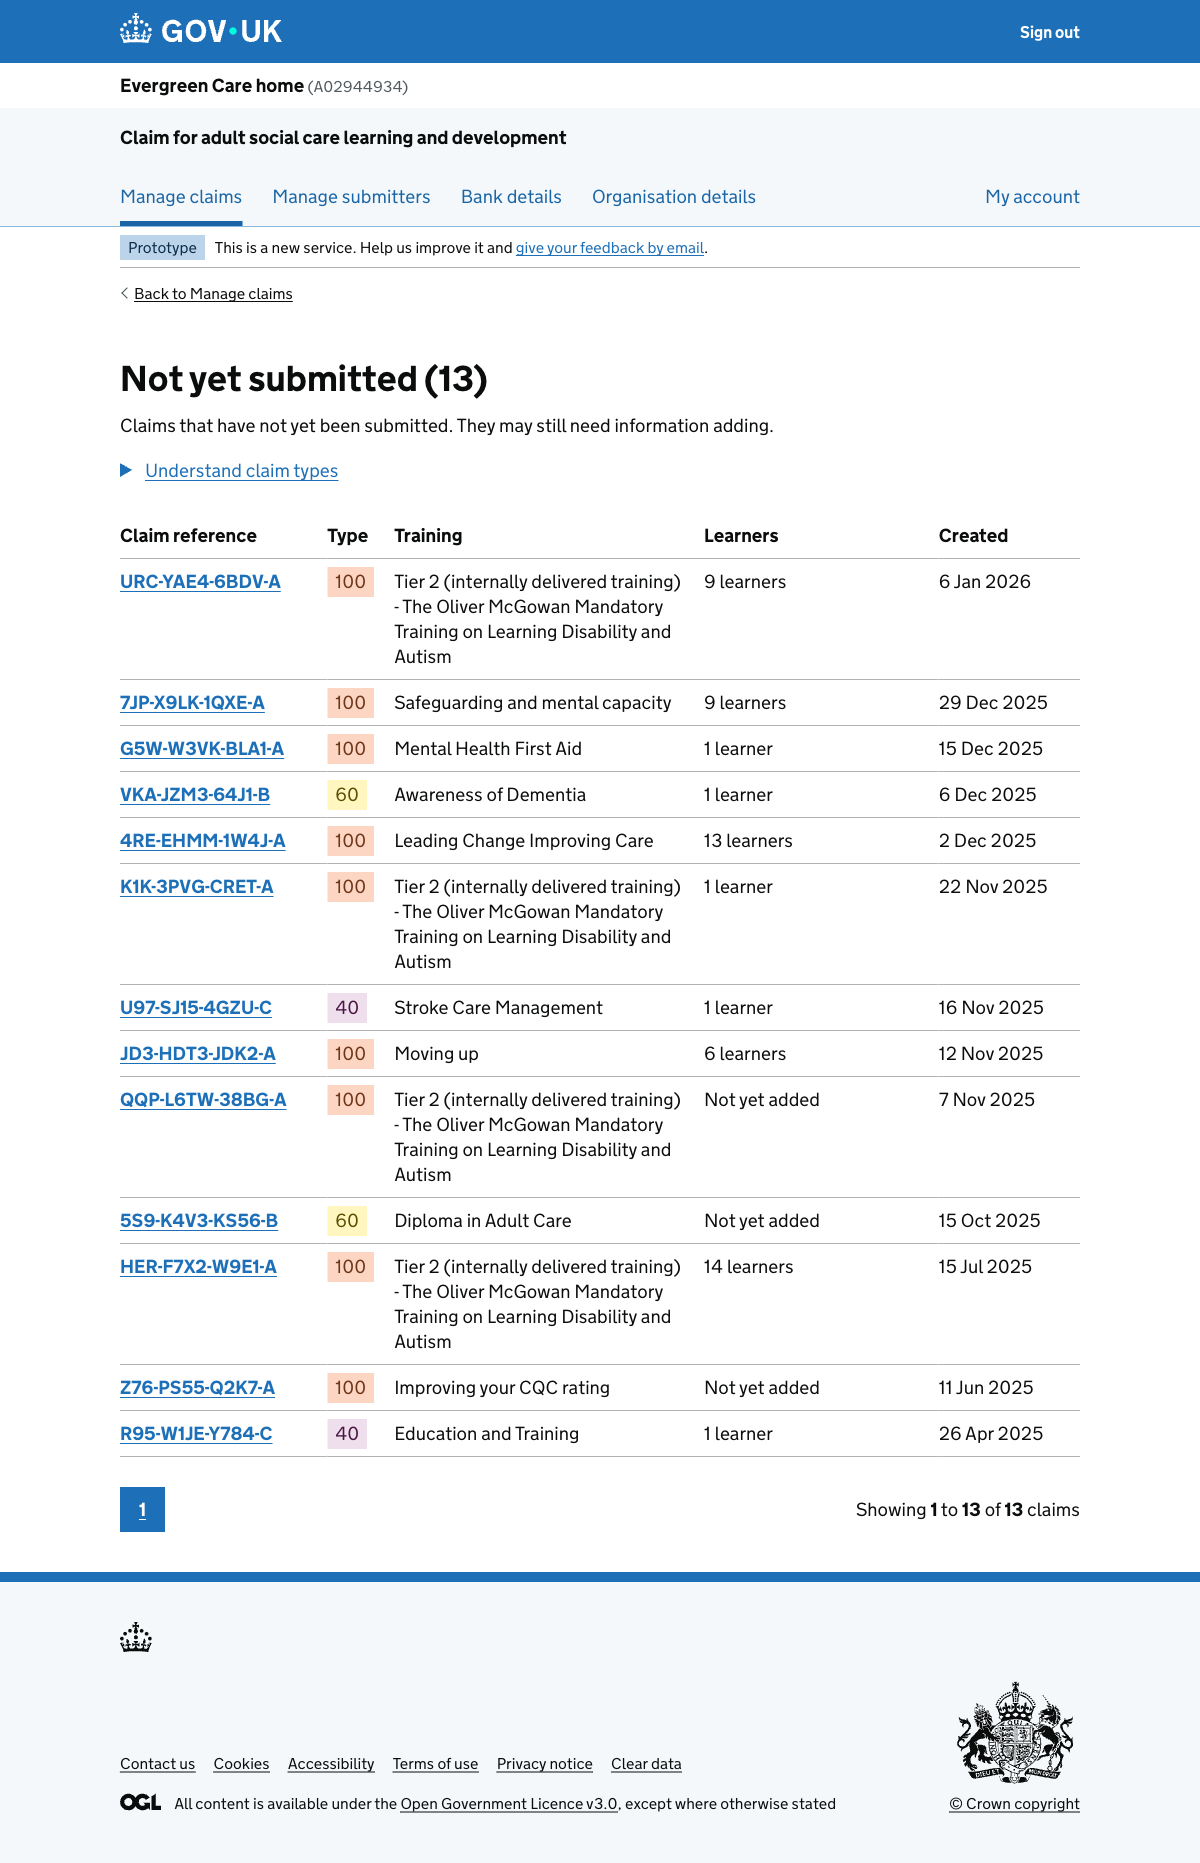 GOV·UK
Sign out
Evergreen Care home (A02944934)
Claim for adult social care learning and development
Manage claims Manage submitters Bank details Organisation details My account
Prototype This is a new service. Help us improve it and give your feedback by email.
Back to Manage claims
Not yet submitted (13)
Claims that have not yet been submitted. They may still need information adding.
Understand claim types
Claim reference Type Training Learners Created
URC-YAE4-6BDV-A 100 Tier 2 (internally delivered training) 9 learners 6 Jan 2026
- The Oliver McGowan Mandatory
Training on Learning Disability and
Autism
7JP-X9LK-1QXE-A 100 Safeguarding and mental capacity 9 learners 29 Dec 2025
G5W-W3VK-BLA1-A 100 Mental Health First Aid 1 learner 15 Dec 2025
VKA-JZM3-64J1-B 60 Awareness of Dementia 1 learner 6 Dec 2025
4RE-EHMM-1W4J-A 100 Leading Change Improving Care 13 learners 2 Dec 2025
K1K-3PVG-CRET-A 100 Tier 2 (internally delivered training) 1 learner 22 Nov 2025
- The Oliver McGowan Mandatory
Training on Learning Disability and
Autism
U97-SJ15-4GZU-C 40 Stroke Care Management 1 learner 16 Nov 2025
JD3-HDT3-JDK2-A 100 Moving up 6 learners 12 Nov 2025
QQP-L6TW-38BG-A 100 Tier 2 (internally delivered training) Not yet added 7 Nov 2025
- The Oliver McGowan Mandatory
Training on Learning Disability and
Autism
5S9-K4V3-KS56-B 60 Diploma in Adult Care Not yet added 15 Oct 2025
HER-F7X2-W9E1-A 100 Tier 2 (internally delivered training) 14 learners 15 Jul 2025
- The Oliver McGowan Mandatory
Training on Learning Disability and
Autism
Z76-PS55-Q2K7-A 100 Improving your CQC rating Not yet added 11 Jun 2025
R95-W1JE-Y784-C 40 Education and Training 1 learner 26 Apr 2025
1 Showing 1 to 13 of 13 claims
Contact us Cookies Accessibility Terms of use Privacy notice Clear data
OGL All content is available under the Open Government Licence v3.0, except where otherwise stated
© Crown copyright